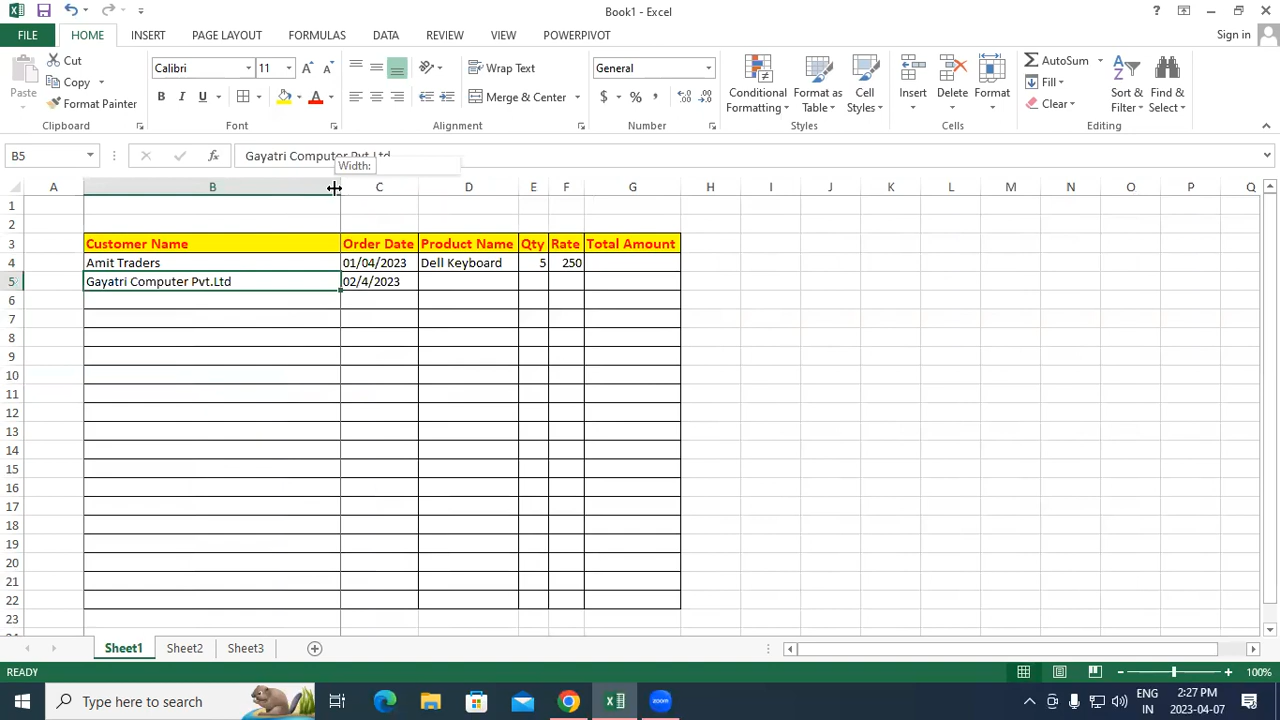 Book1 - Excel
FILE HOME INSERT PAGE LAYOUT FORMULAS DATA REVIEW VIEW POWERPIVOT Sign in
Paste
Cut
Copy
Format Painter
Calibri 11
B I U
Wrap Text
Merge & Center
General
$ % ,
Conditional Formatting
Format as Table
Cell Styles
Insert Delete Format
AutoSum
Fill
Clear
Sort & Filter
Find & Select
Clipboard Font Alignment Number Styles Cells Editing
B5 fx Gayatri Computer Pvt.Ltd
Width:
A B C D E F G H I J K L M N O P Q
1
2
3 Customer Name Order Date Product Name Qty Rate Total Amount
4 Amit Traders 01/04/2023 Dell Keyboard 5 250
5 Gayatri Computer Pvt.Ltd 02/4/2023
6
7
8
9
10
11
12
13
14
15
16
17
18
19
20
21
22
23
Sheet1 Sheet2 Sheet3
READY 100%
Type here to search
ENG
IN
2:27 PM
2023-04-07